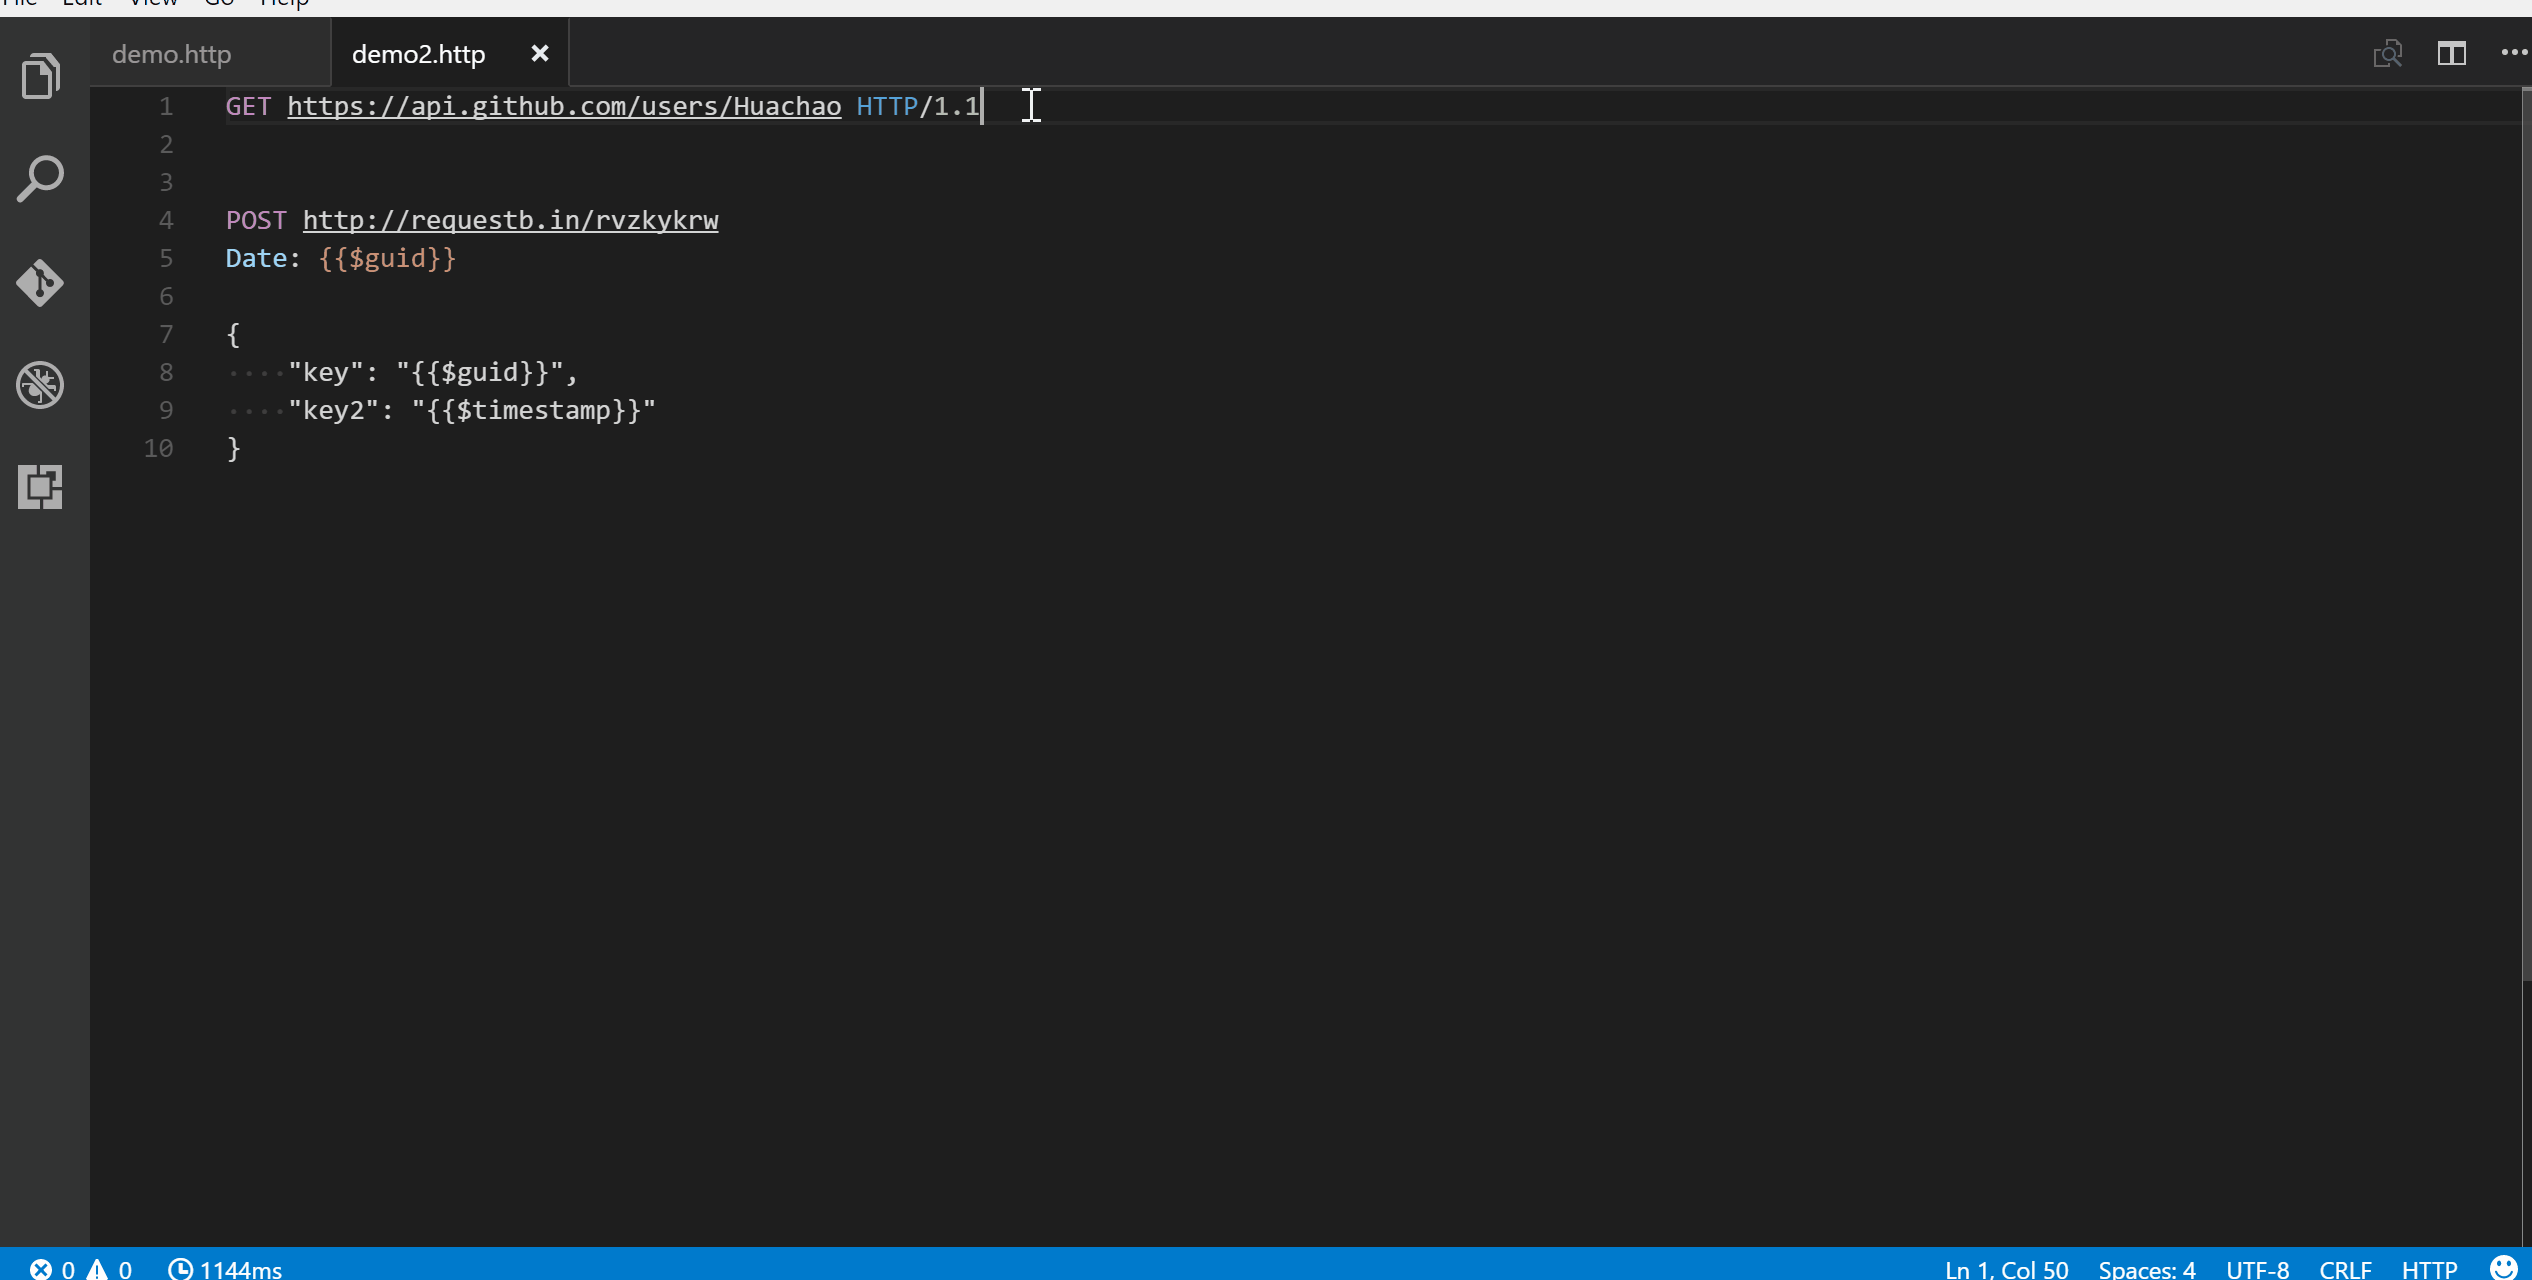 File Edit View Go Help
demo.http demo2.http
1 GET https://api.github.com/users/Huachao HTTP/1.1
2
3
4 POST http://requestb.in/rvzkykrw
5 Date: {{$guid}}
6
7 {
8 ····"key": "{{$guid}}",
9 ····"key2": "{{$timestamp}}"
10 }
0 0 1144ms Ln 1, Col 50 Spaces: 4 UTF-8 CRLF HTTP